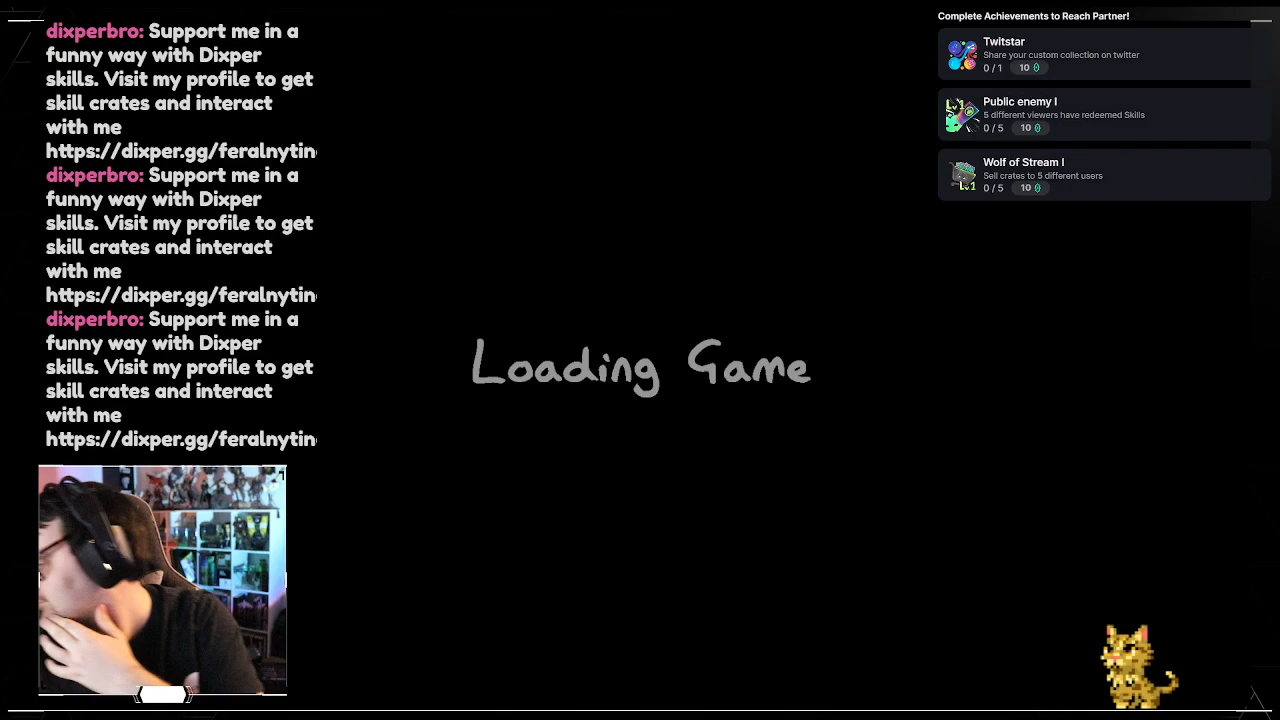 dixperbro: Support me in a
funny way with Dixper
skills. Visit my profile to get
skill crates and interact
with me
https://dixper.gg/feralnytin
dixperbro: Support me in a
funny way with Dixper
skills. Visit my profile to get
skill crates and interact
with me
https://dixper.gg/feralnytin
dixperbro: Support me in a
funny way with Dixper
skills. Visit my profile to get
skill crates and interact
with me
https://dixper.gg/feralnytin
Loading Game
Complete Achievements to Reach Partner!
Twitstar
Share your custom collection on twitter
0 / 1 10
Public enemy I
5 different viewers have redeemed Skills
0 / 5 10
Wolf of Stream I
Sell crates to 5 different users
0 / 5 10